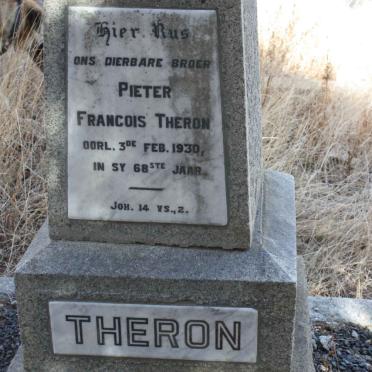 Hier Rus
ONS DIERBARE BROER
PIETER
FRANCOIS THERON
OORL. 3DE FEB. 1930,
IN SY 68STE JAAR.
JOH. 14 VS., 2.
THERON